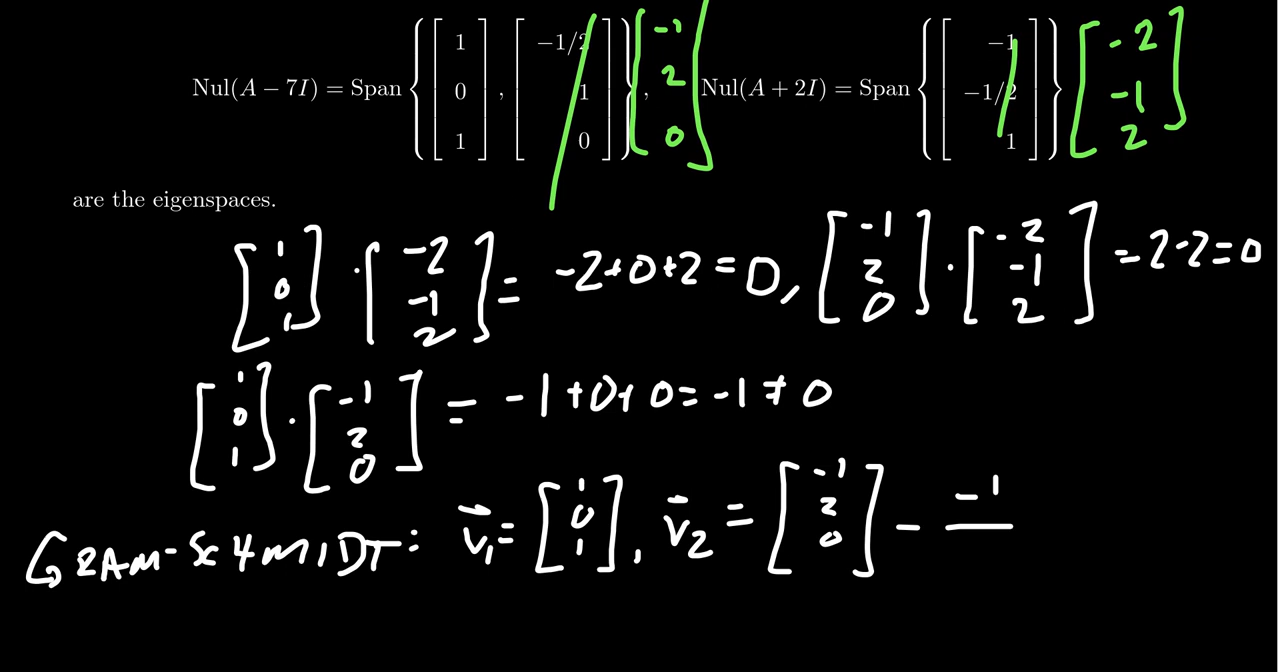 Nul(A − 7I) = Span { [1 0 1], [−1/2 1 0] } [-1 2 0], Nul(A + 2I) = Span { [−1 −1/2 1] } [-2 -1 2]
are the eigenspaces.
[1 0 1] · [-2 -1 2] = -2+0+2 = 0, [-1 2 0] · [-2 -1 2] = 2-2=0
[1 0 1] · [-1 2 0] = -1+0+0=-1≠0
GRAM-SCHMIDT: v⃗₁ = [1 0 1], v⃗₂ = [-1 2 0] - -1